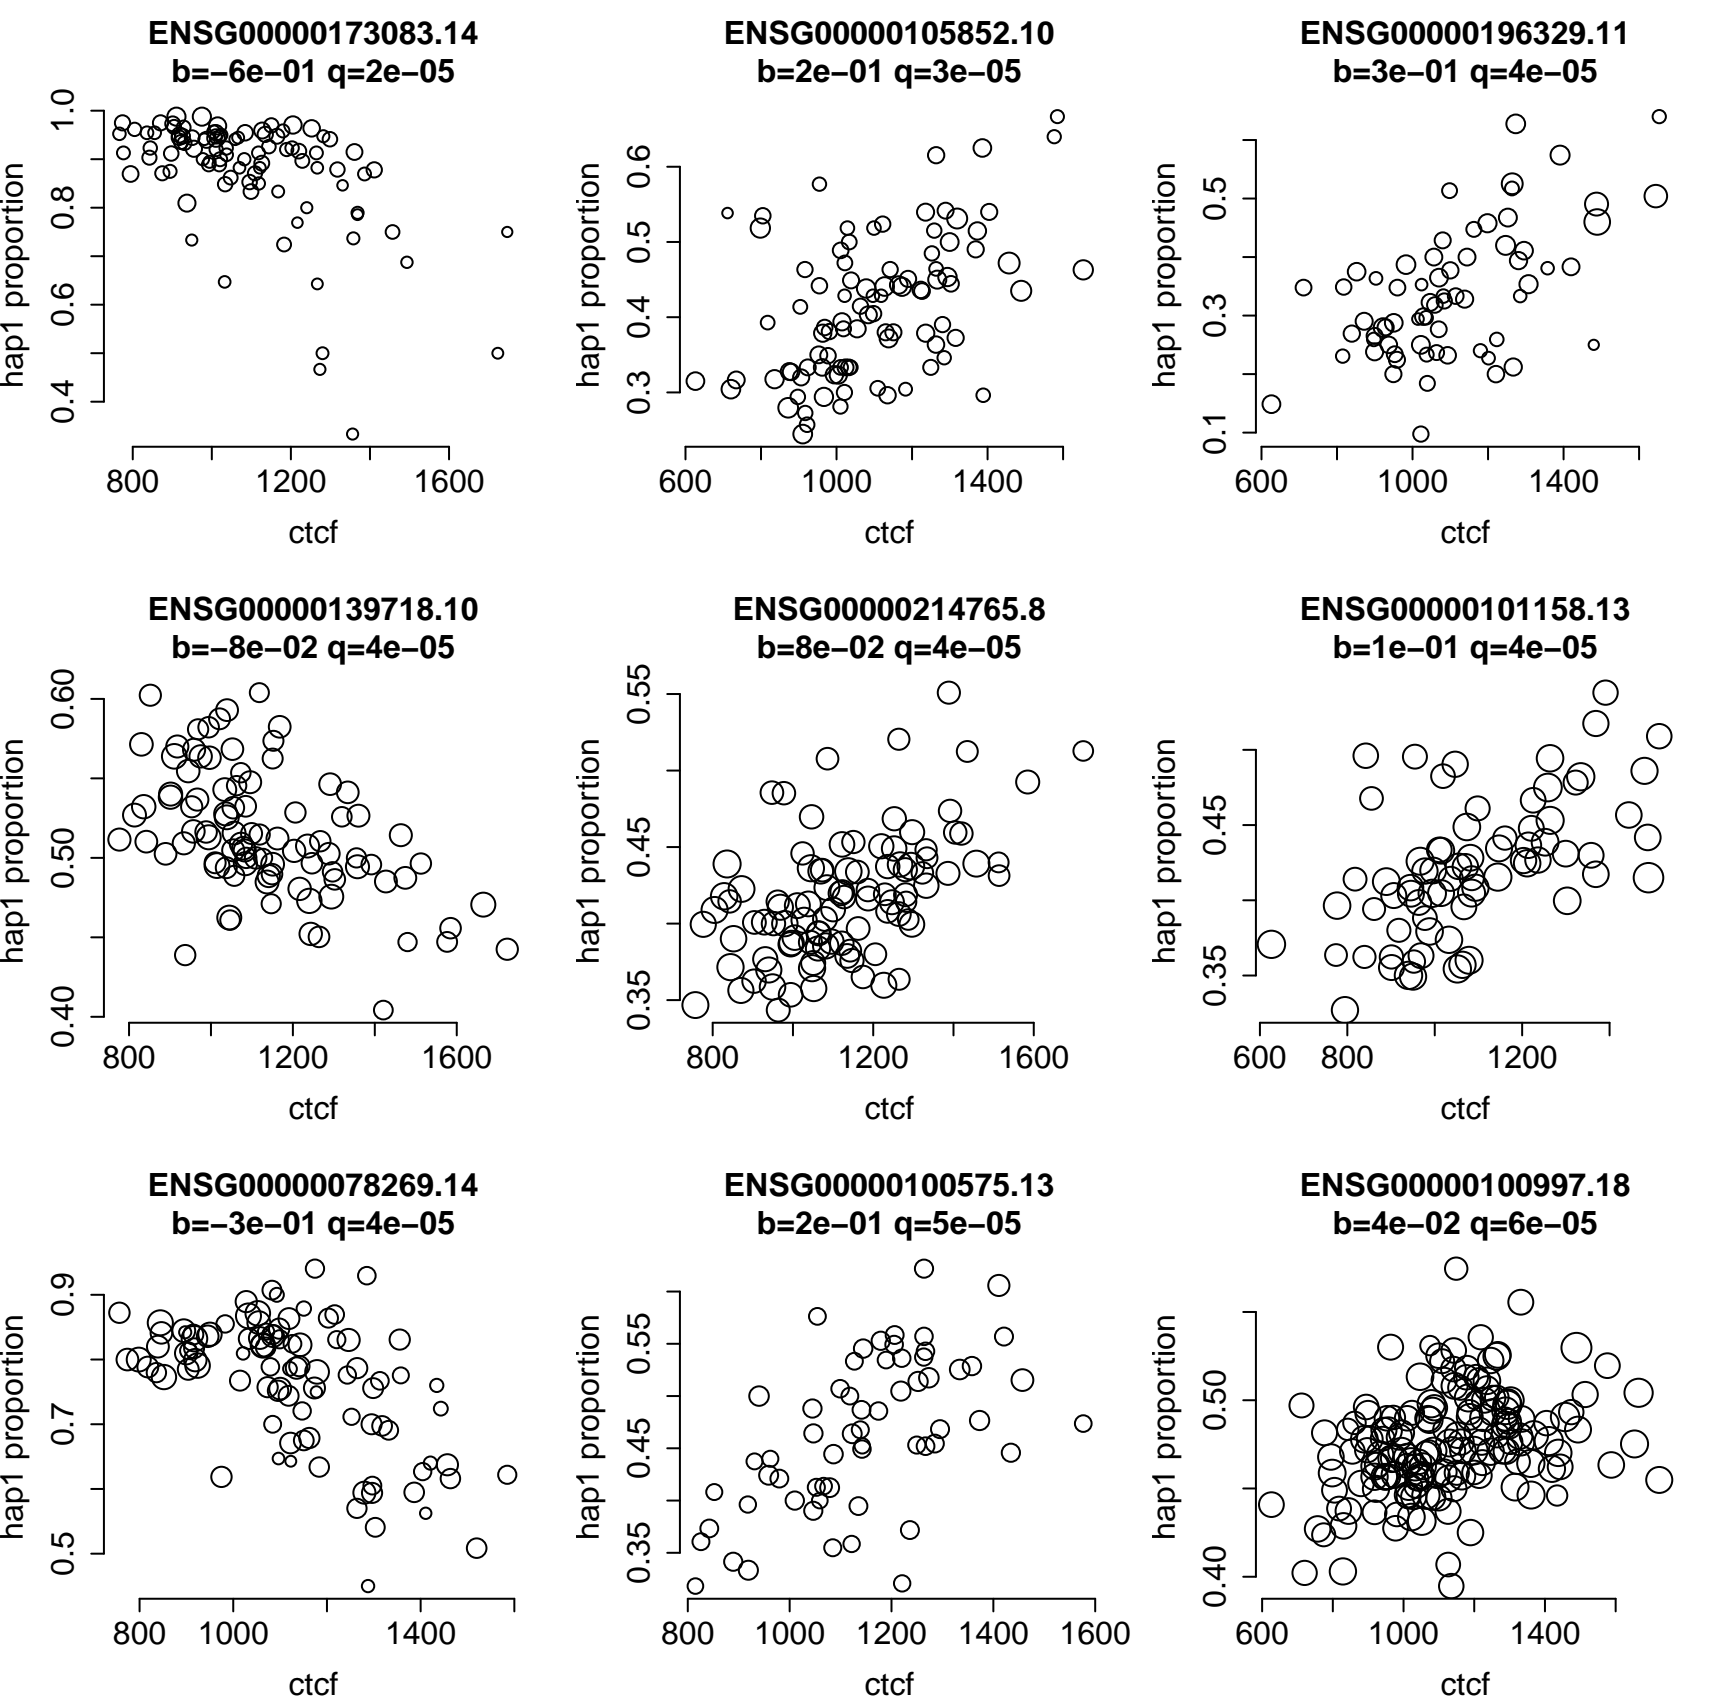 ENSG00000173083.14
b=−6e−01 q=2e−05
hap1 proportion
1.0
0.8
0.6
0.4
800 1200 1600
ctcf
ENSG00000105852.10
b=2e−01 q=3e−05
hap1 proportion
0.6
0.5
0.4
0.3
600 1000 1400
ctcf
ENSG00000196329.11
b=3e−01 q=4e−05
hap1 proportion
0.5
0.3
0.1
600 1000 1400
ctcf
ENSG00000139718.10
b=−8e−02 q=4e−05
hap1 proportion
0.60
0.50
0.40
800 1200 1600
ctcf
ENSG00000214765.8
b=8e−02 q=4e−05
hap1 proportion
0.55
0.45
0.35
800 1200 1600
ctcf
ENSG00000101158.13
b=1e−01 q=4e−05
hap1 proportion
0.45
0.35
600 800 1200
ctcf
ENSG00000078269.14
b=−3e−01 q=4e−05
hap1 proportion
0.9
0.7
0.5
800 1000 1400
ctcf
ENSG00000100575.13
b=2e−01 q=5e−05
hap1 proportion
0.55
0.45
0.35
800 1000 1200 1400 1600
ctcf
ENSG00000100997.18
b=4e−02 q=6e−05
hap1 proportion
0.50
0.40
600 1000 1400
ctcf